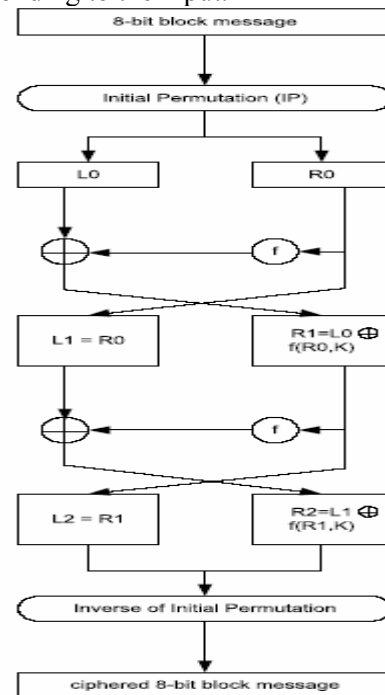 8-bit block message
Initial Permutation (IP)
L0
R0
f
L1 = R0
R1=L0 ⊕
f(R0,K)
f
L2 = R1
R2=L1 ⊕
f(R1,K)
Inverse of Initial Permutation
ciphered 8-bit block message